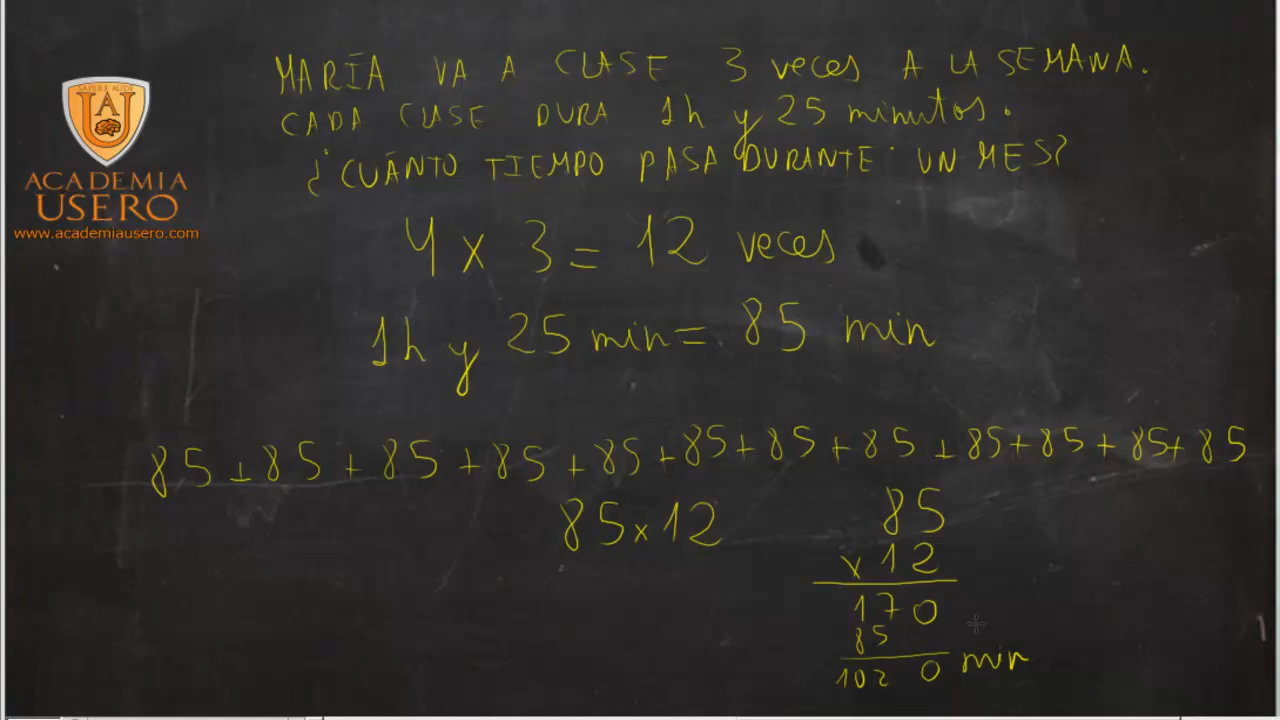 MARÍA VA A CLASE 3 veces A LA SEMANA.
CADA CLASE DURA 1h y 25 minutos.
¿CUÁNTO TIEMPO PASA DURANTE UN MES?
SAPERE AUDE
UAI
ACADEMIA
USERO
www.academiausero.com
4 x 3 = 12 veces
1h y 25 min = 85 min
85 + 85 + 85 + 85 + 85 + 85 + 85 + 85 + 85 + 85 + 85 + 85
85 x 12
85
x 12
170
85
1020 min